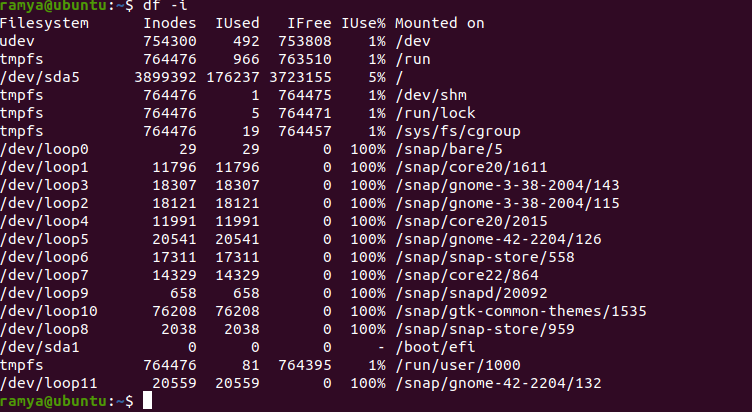 ramya@ubuntu:~$ df -i
Filesystem      Inodes  IUsed   IFree IUse% Mounted on
udev            754300    492  753808    1% /dev
tmpfs           764476    966  763510    1% /run
/dev/sda5      3899392 176237 3723155    5% /
tmpfs           764476      1  764475    1% /dev/shm
tmpfs           764476      5  764471    1% /run/lock
tmpfs           764476     19  764457    1% /sys/fs/cgroup
/dev/loop0          29     29       0  100% /snap/bare/5
/dev/loop1       11796  11796       0  100% /snap/core20/1611
/dev/loop3       18307  18307       0  100% /snap/gnome-3-38-2004/143
/dev/loop2       18121  18121       0  100% /snap/gnome-3-38-2004/115
/dev/loop4       11991  11991       0  100% /snap/core20/2015
/dev/loop5       20541  20541       0  100% /snap/gnome-42-2204/126
/dev/loop6       17311  17311       0  100% /snap/snap-store/558
/dev/loop7       14329  14329       0  100% /snap/core22/864
/dev/loop9         658    658       0  100% /snap/snapd/20092
/dev/loop10      76208  76208       0  100% /snap/gtk-common-themes/1535
/dev/loop8        2038   2038       0  100% /snap/snap-store/959
/dev/sda1            0      0       0     - /boot/efi
tmpfs           764476     81  764395    1% /run/user/1000
/dev/loop11      20559  20559       0  100% /snap/gnome-42-2204/132
ramya@ubuntu:~$